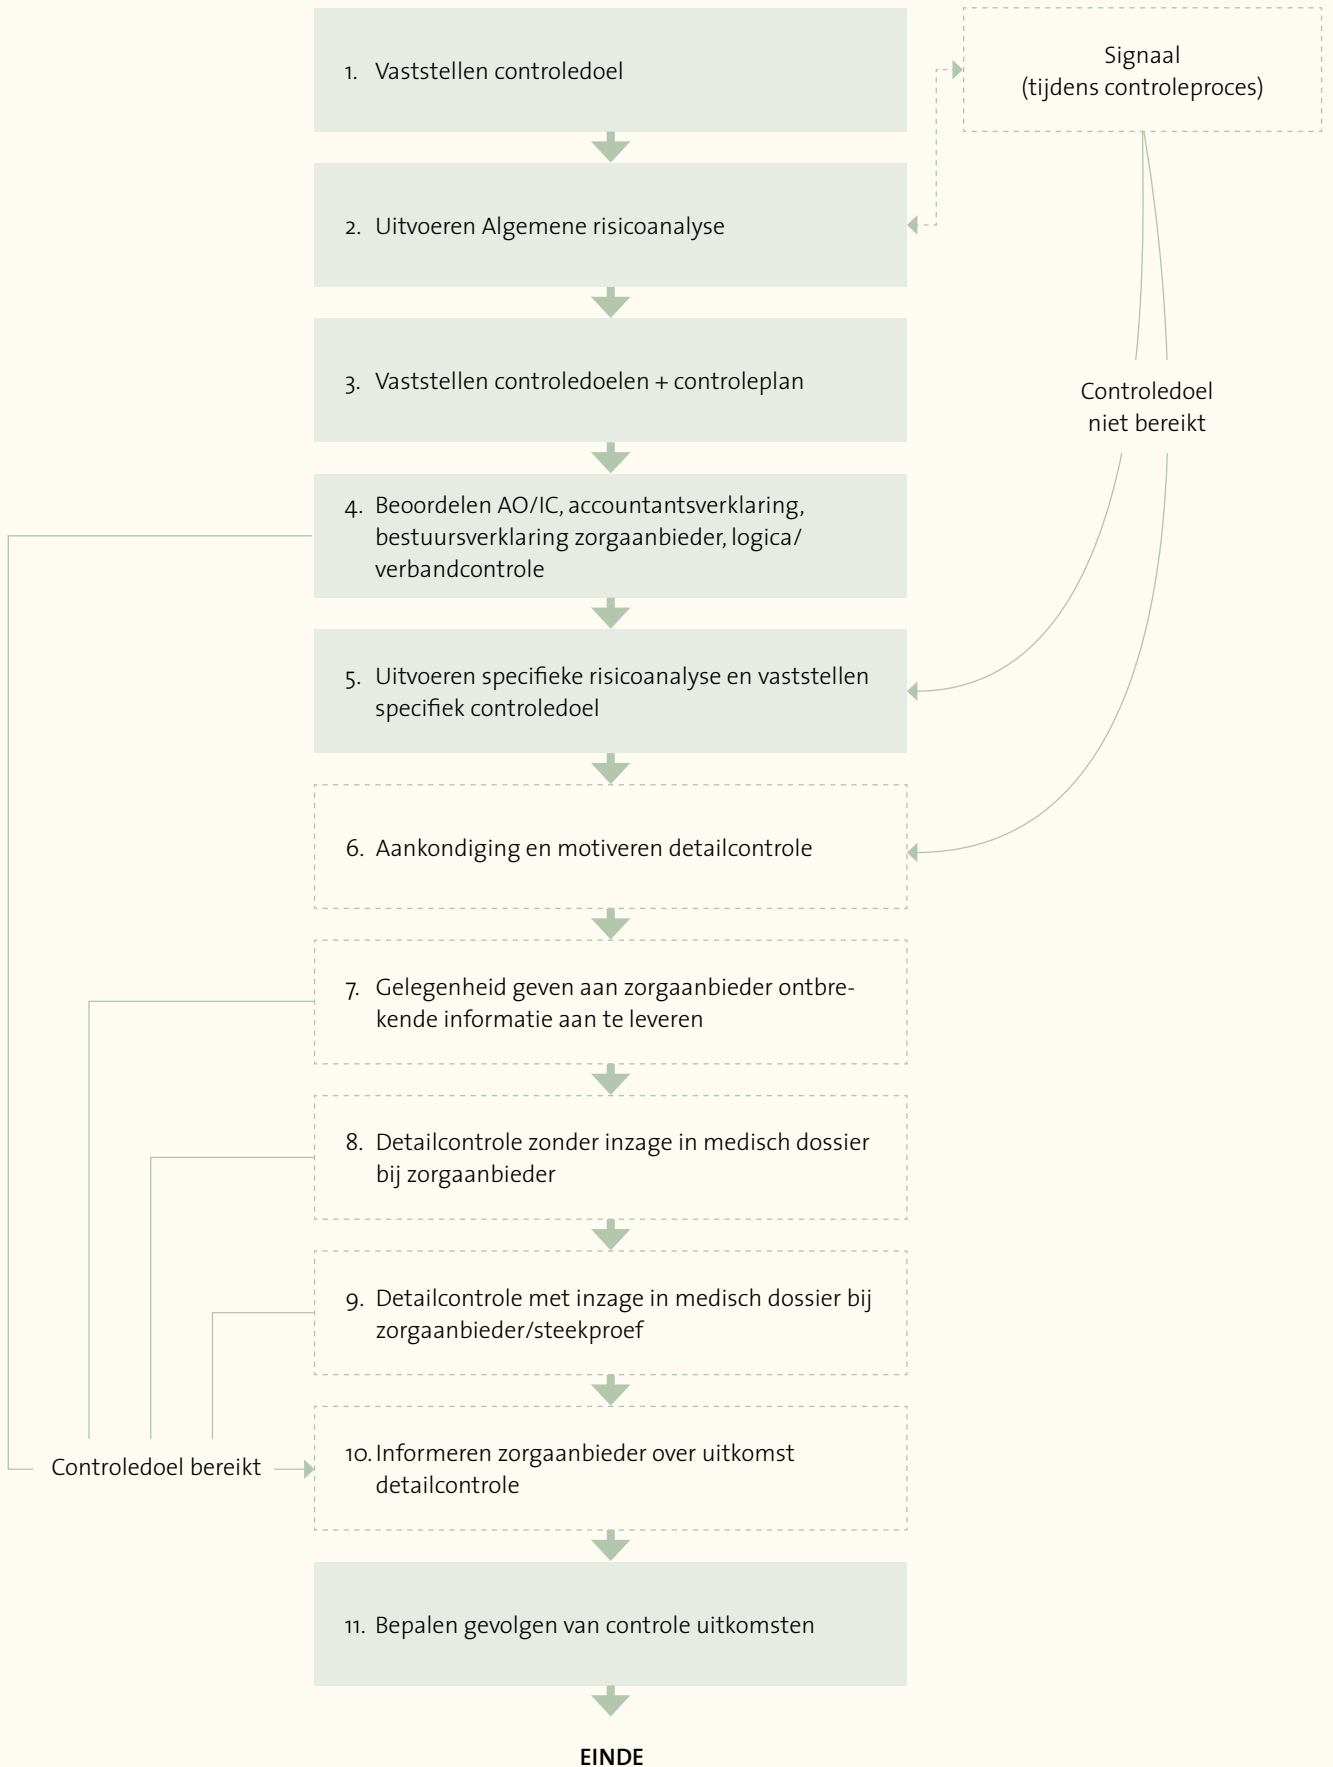 1. Vaststellen controledoel
Signaal
(tijdens controleproces)
2. Uitvoeren Algemene risicoanalyse
3. Vaststellen controledoelen + controleplan
Controledoel
niet bereikt
4. Beoordelen AO/IC, accountantsverklaring,
bestuursverklaring zorgaanbieder, logica/
verbandcontrole
5. Uitvoeren specifieke risicoanalyse en vaststellen
specifiek controledoel
6. Aankondiging en motiveren detailcontrole
7. Gelegenheid geven aan zorgaanbieder ontbre-
kende informatie aan te leveren
8. Detailcontrole zonder inzage in medisch dossier
bij zorgaanbieder
9. Detailcontrole met inzage in medisch dossier bij
zorgaanbieder/steekproef
Controledoel bereikt
10. Informeren zorgaanbieder over uitkomst
detailcontrole
11. Bepalen gevolgen van controle uitkomsten
EINDE